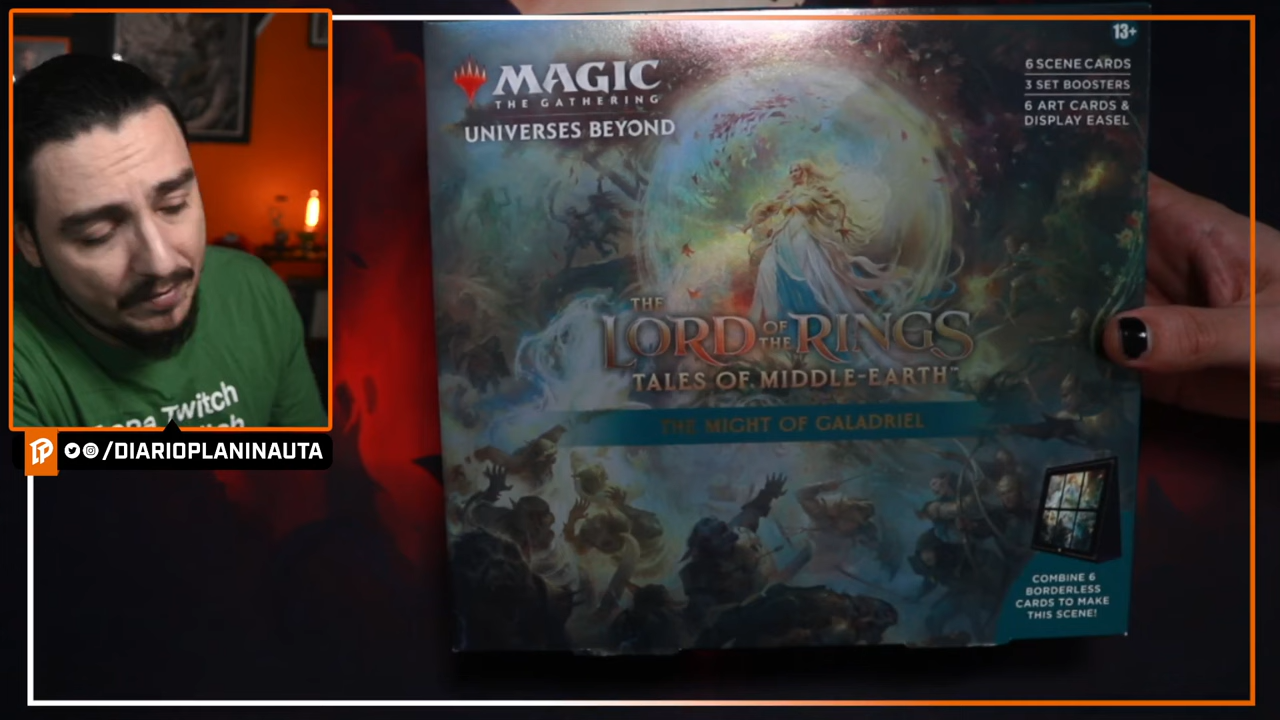 MAGIC
THE GATHERING
UNIVERSES BEYOND
13+
6 SCENE CARDS
3 SET BOOSTERS
6 ART CARDS &
DISPLAY EASEL
THE
LORD OF THE RINGS
TALES OF MIDDLE-EARTH™
THE MIGHT OF GALADRIEL
COMBINE 6
BORDERLESS
CARDS TO MAKE
THIS SCENE!
Twitch
/DIARIOPLANINAUTA